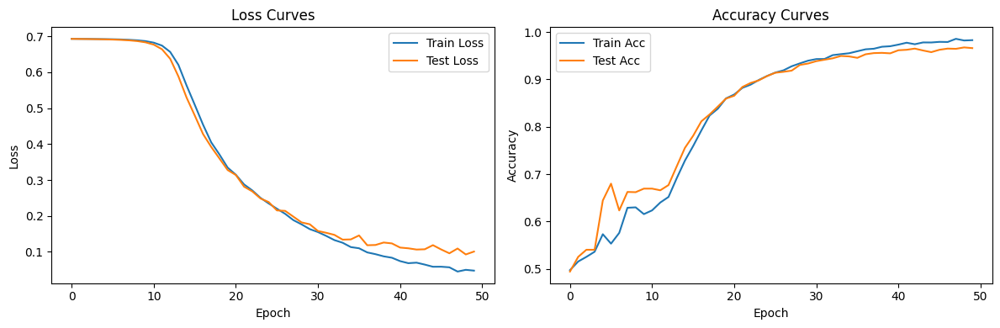 Loss Curves
Loss
0.7
0.6
0.5
0.4
0.3
0.2
0.1
Train Loss
Test Loss
0
10
20
30
40
50
Epoch
Accuracy Curves
Accuracy
1.0
0.9
0.8
0.7
0.6
0.5
Train Acc
Test Acc
0
10
20
30
40
50
Epoch